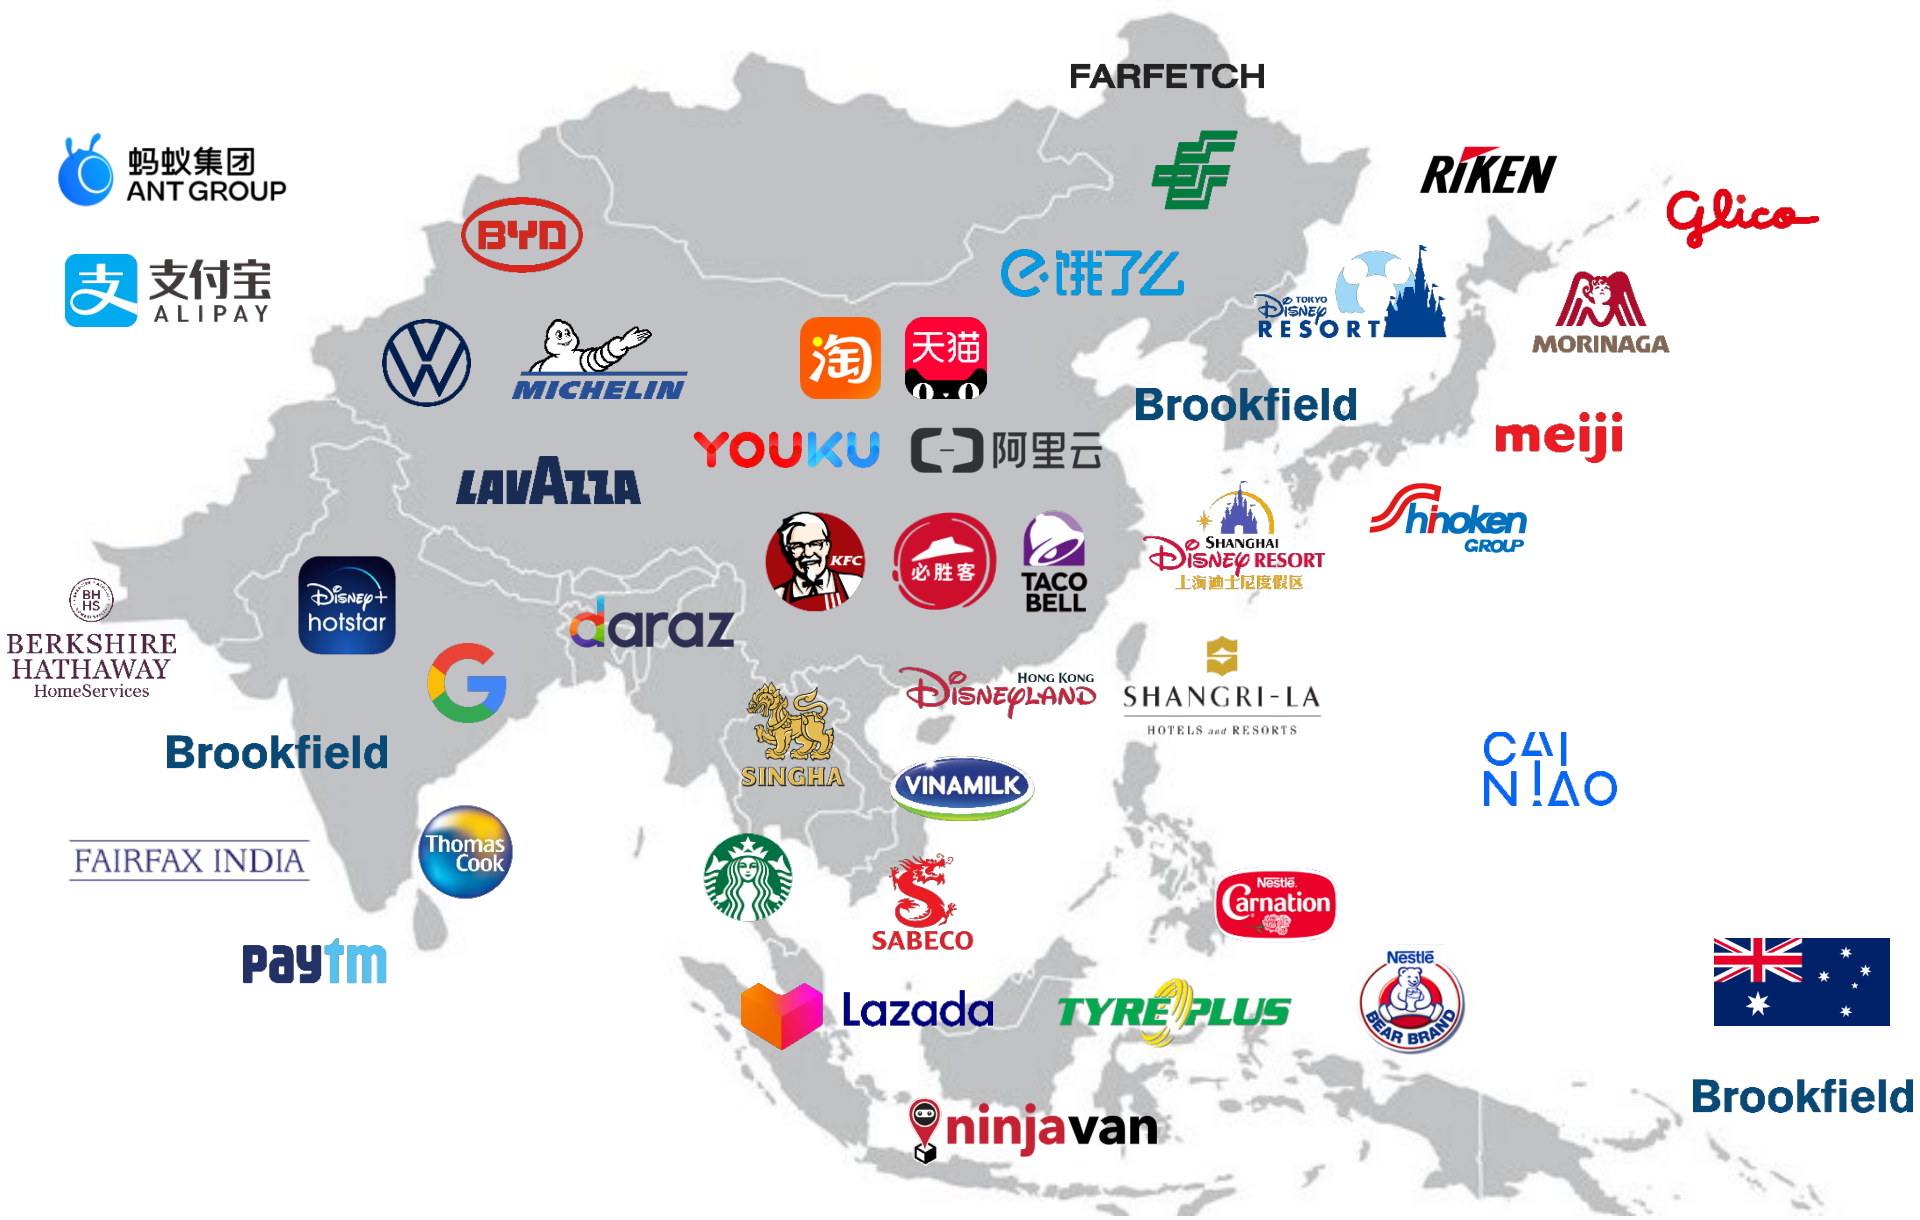 FARFETCH
蚂蚁集团
ANT GROUP
RIKEN
Glico
BYD
支付宝
ALIPAY
e饿了么
TOKYO
DISNEY
RESORT
MORINAGA
MICHELIN
淘
天猫
Brookfield
meiji
YOUKU
阿里云
LAVAZZA
Shinoken
GROUP
SHANGHAI
DISNEY RESORT
上海迪士尼度假区
KFC
必胜客
TACO
BELL
BH
HS
BERKSHIRE
HATHAWAY
HomeServices
DISNEY+
hotstar
daraz
G
HONG KONG
DISNEYLAND
SHANGRI-LA
HOTELS and RESORTS
SINGHA
Brookfield
VINAMILK
CAI
NIAO
FAIRFAX INDIA
Thomas
Cook
SABECO
Nestlé
Carnation
paytm
Nestlé
BEAR BRAND
Lazada
TYREPLUS
Brookfield
ninjavan